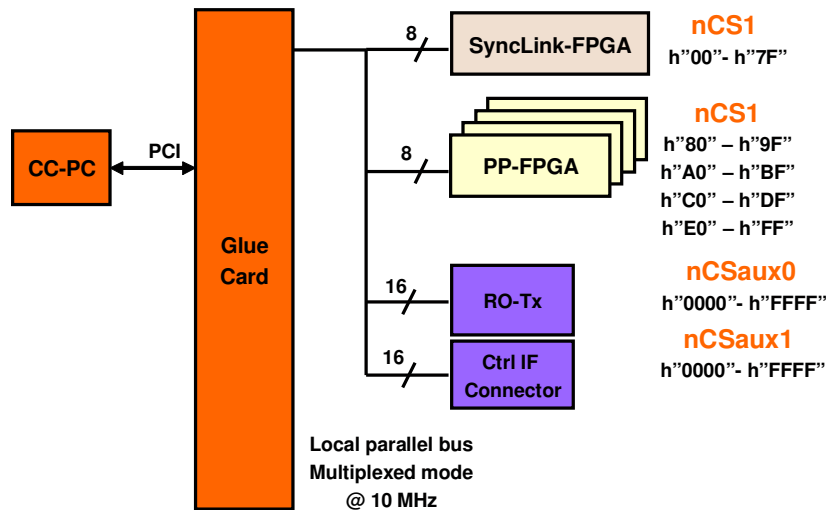 8
SyncLink-FPGA
nCS1
h”00”- h”7F”
CC-PC
PCI
Glue
Card
8
PP-FPGA
nCS1
h”80” – h”9F”
h”A0” – h”BF”
h”C0” – h”DF”
h”E0” – h”FF”
16
RO-Tx
nCSaux0
h”0000”- h”FFFF”
16
Ctrl IF
Connector
nCSaux1
h”0000”- h”FFFF”
Local parallel bus
Multiplexed mode
@ 10 MHz